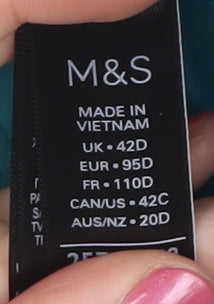 M&S
MADE IN
VIETNAM
UK • 42D
EUR • 95D
FR • 110D
CAN/US • 42C
AUS/NZ • 20D